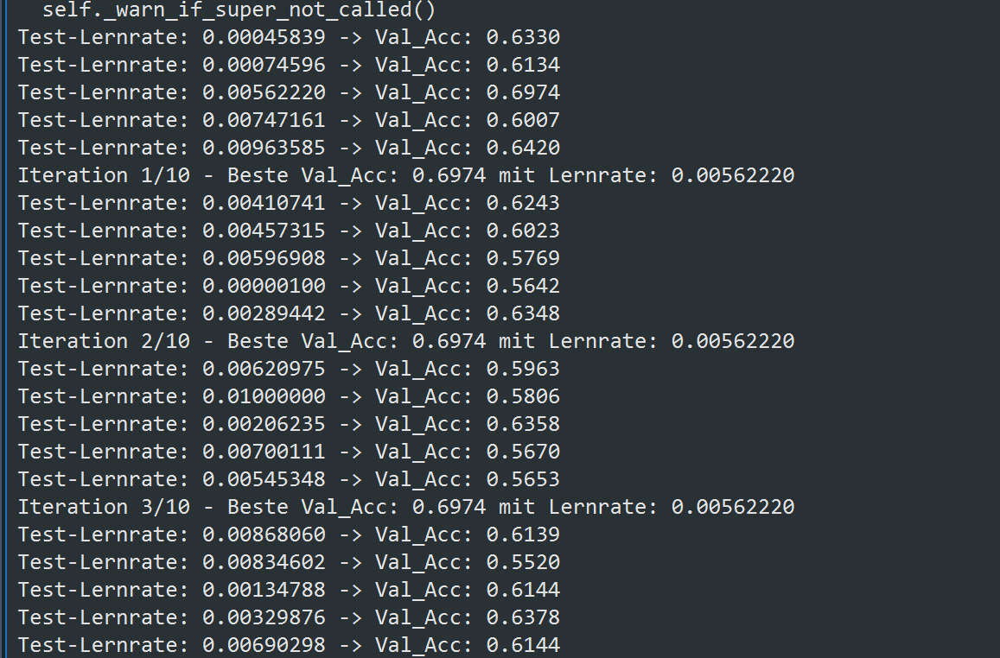 self._warn_if_super_not_called()
Test-Lernrate: 0.00045839 -> Val_Acc: 0.6330
Test-Lernrate: 0.00074596 -> Val_Acc: 0.6134
Test-Lernrate: 0.00562220 -> Val_Acc: 0.6974
Test-Lernrate: 0.00747161 -> Val_Acc: 0.6007
Test-Lernrate: 0.00963585 -> Val_Acc: 0.6420
Iteration 1/10 - Beste Val_Acc: 0.6974 mit Lernrate: 0.00562220
Test-Lernrate: 0.00410741 -> Val_Acc: 0.6243
Test-Lernrate: 0.00457315 -> Val_Acc: 0.6023
Test-Lernrate: 0.00596908 -> Val_Acc: 0.5769
Test-Lernrate: 0.00000100 -> Val_Acc: 0.5642
Test-Lernrate: 0.00289442 -> Val_Acc: 0.6348
Iteration 2/10 - Beste Val_Acc: 0.6974 mit Lernrate: 0.00562220
Test-Lernrate: 0.00620975 -> Val_Acc: 0.5963
Test-Lernrate: 0.01000000 -> Val_Acc: 0.5806
Test-Lernrate: 0.00206235 -> Val_Acc: 0.6358
Test-Lernrate: 0.00700111 -> Val_Acc: 0.5670
Test-Lernrate: 0.00545348 -> Val_Acc: 0.5653
Iteration 3/10 - Beste Val_Acc: 0.6974 mit Lernrate: 0.00562220
Test-Lernrate: 0.00868060 -> Val_Acc: 0.6139
Test-Lernrate: 0.00834602 -> Val_Acc: 0.5520
Test-Lernrate: 0.00134788 -> Val_Acc: 0.6144
Test-Lernrate: 0.00329876 -> Val_Acc: 0.6378
Test-Lernrate: 0.00690298 -> Val_Acc: 0.6144